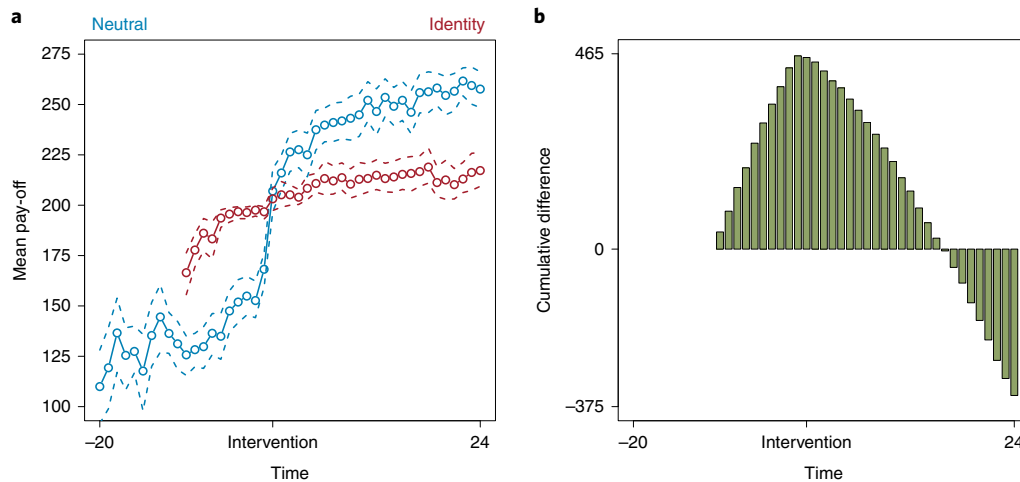 a
Neutral
Identity
275
250
225
200
175
150
125
100
Mean pay-off
−20
Intervention
24
Time
b
465
0
−375
Cumulative difference
−20
Intervention
24
Time